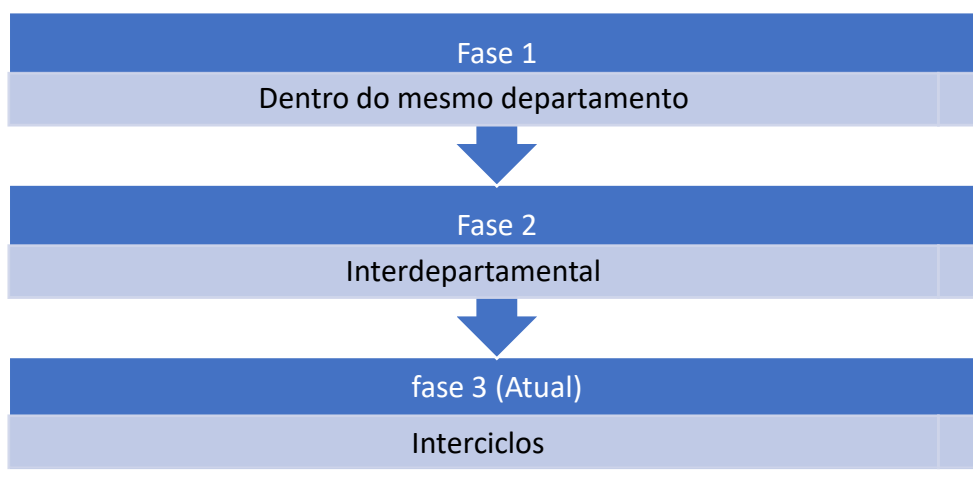 Fase 1
Dentro do mesmo departamento
Fase 2
Interdepartamental
fase 3 (Atual)
Interciclos